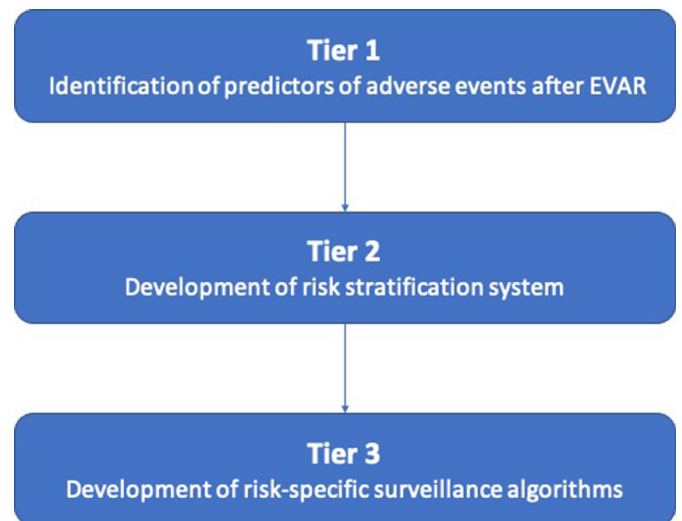 Tier 1
Identification of predictors of adverse events after EVAR
Tier 2
Development of risk stratification system
Tier 3
Development of risk-specific surveillance algorithms